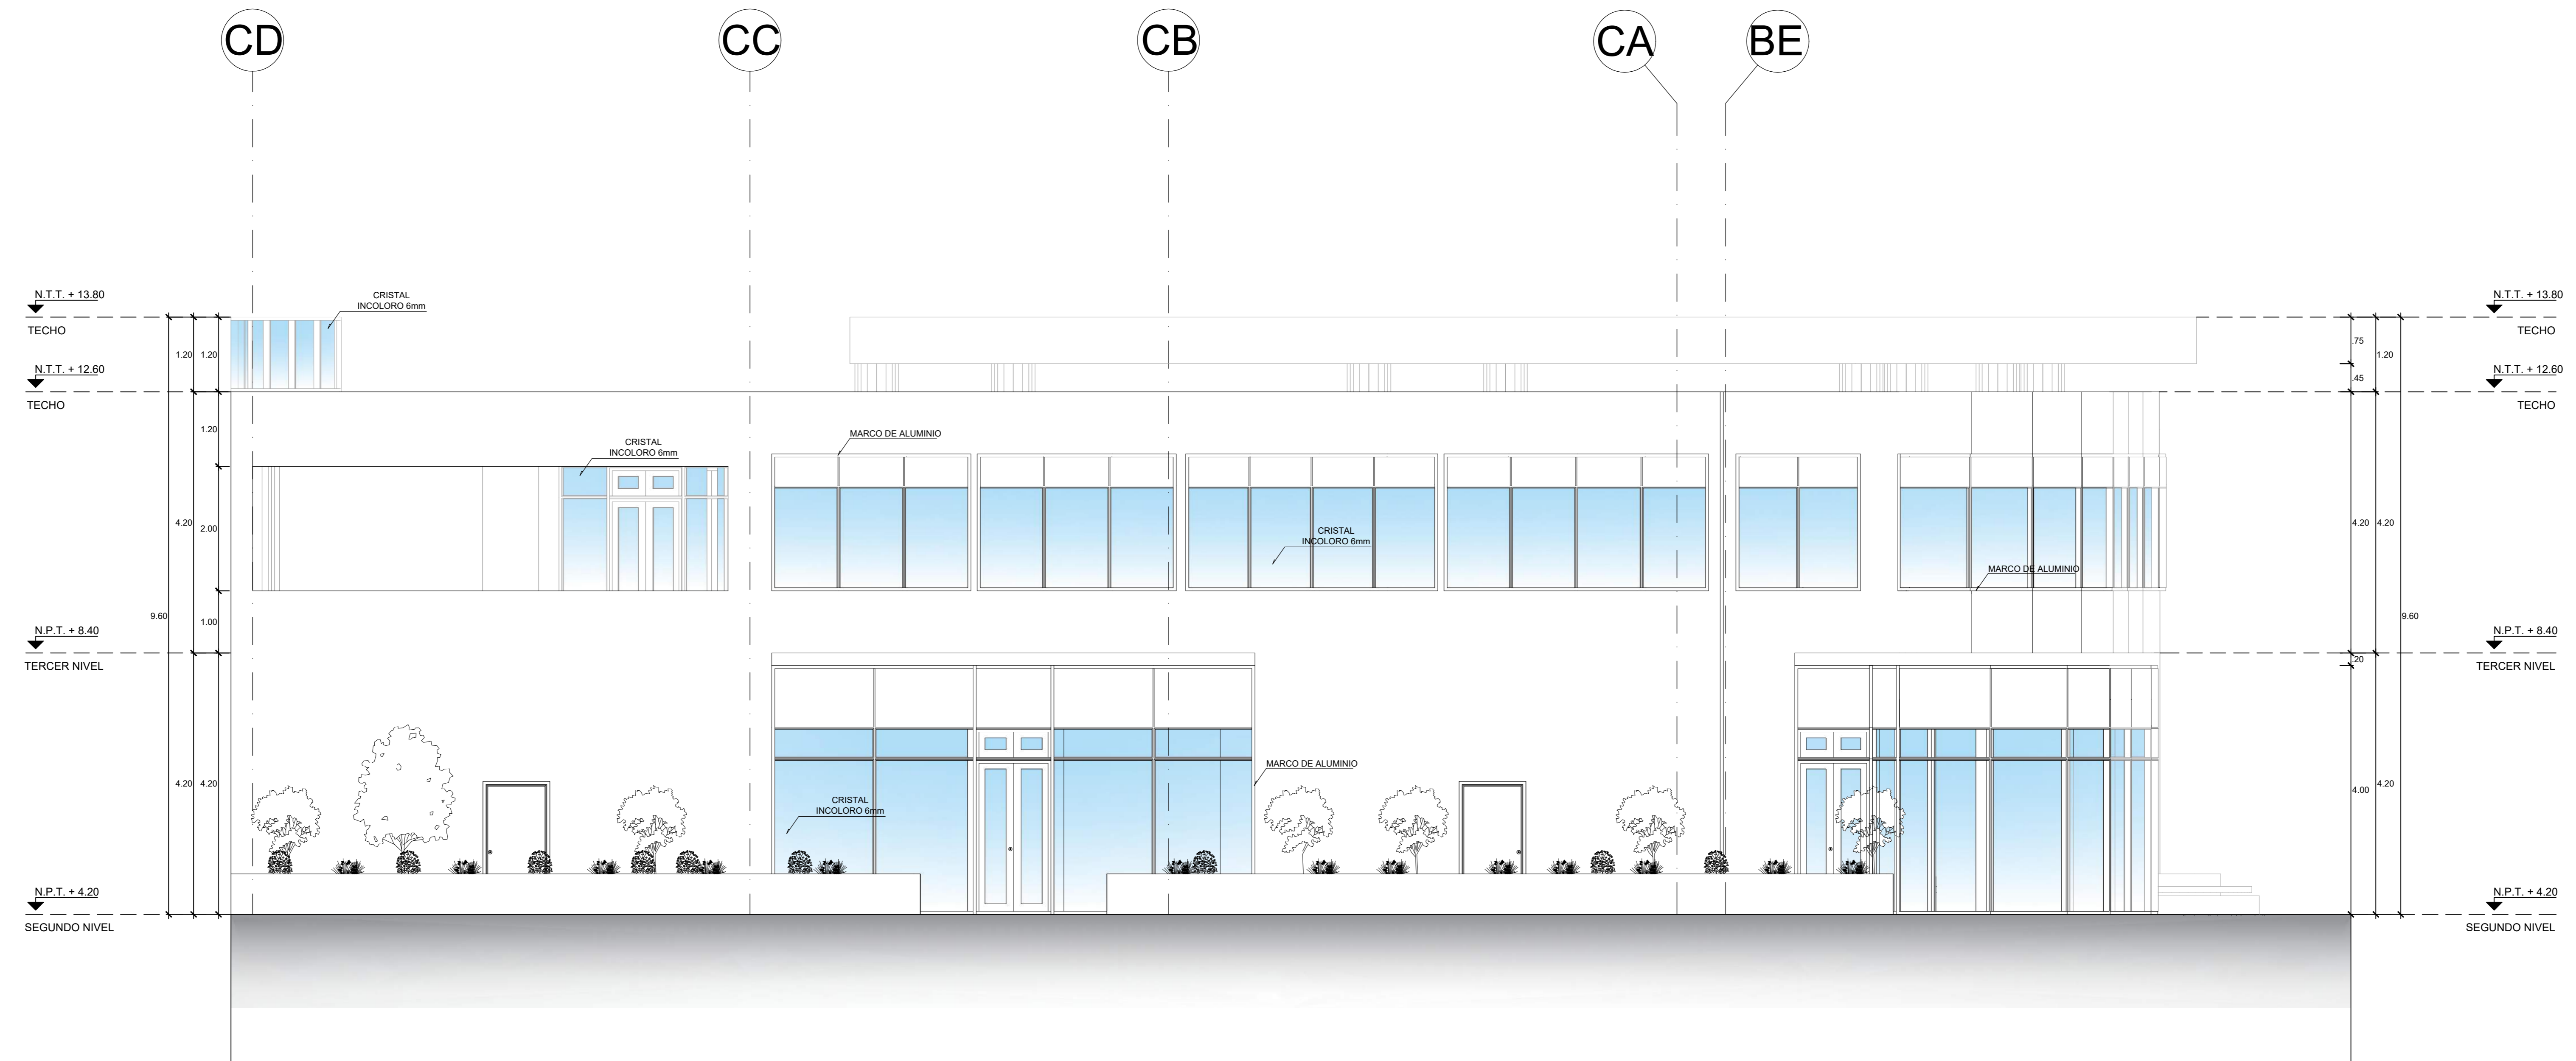 CD
CC
CB
CA
BE
N.T.T. + 13.80
TECHO
CRISTAL
INCOLORO 6mm
N.T.T. + 13.80
TECHO
1.20
1.20
.75
1.20
.45
N.T.T. + 12.60
TECHO
N.T.T. + 12.60
TECHO
1.20
CRISTAL
INCOLORO 6mm
MARCO DE ALUMINIO
4.20
2.00
CRISTAL
INCOLORO 6mm
4.20
4.20
MARCO DE ALUMINIO
9.60
1.00
9.60
N.P.T. + 8.40
TERCER NIVEL
N.P.T. + 8.40
TERCER NIVEL
.20
MARCO DE ALUMINIO
4.20
4.20
CRISTAL
INCOLORO 6mm
4.00
4.20
N.P.T. + 4.20
SEGUNDO NIVEL
N.P.T. + 4.20
SEGUNDO NIVEL